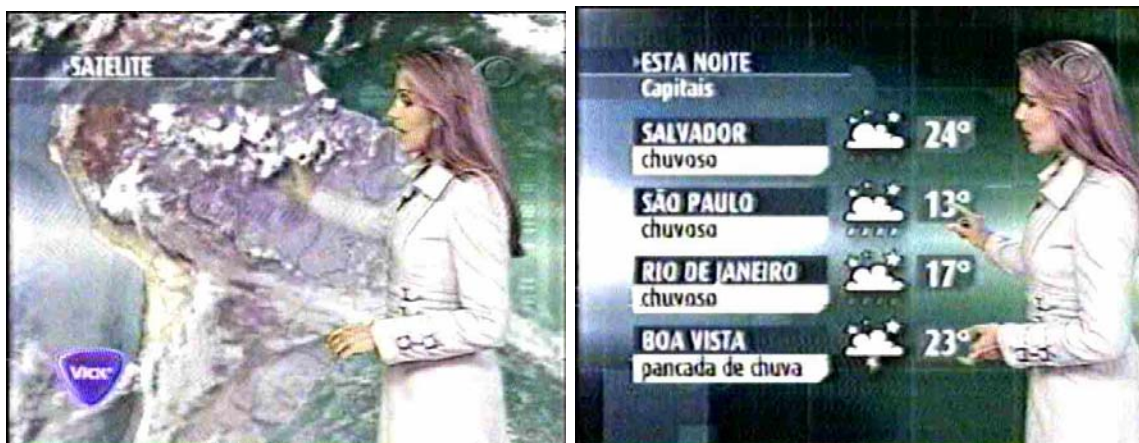 SATELITE
Vick
ESTA NOITE
Capitais
SALVADOR
chuvoso
24°
SÃO PAULO
chuvoso
13°
RIO DE JANEIRO
chuvoso
17°
BOA VISTA
pancada de chuva
23°